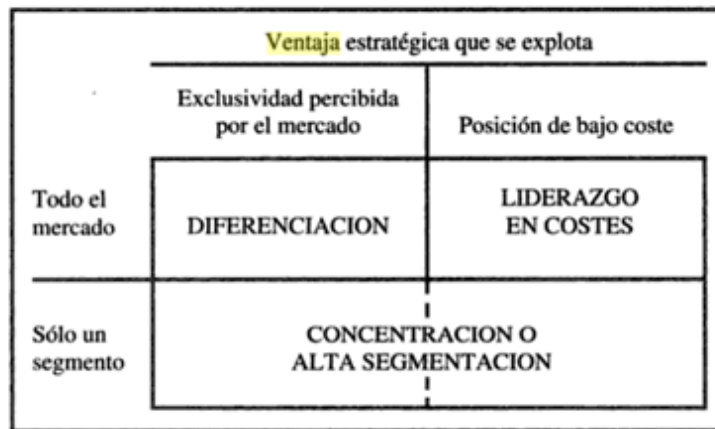 Ventaja estratégica que se explota
Exclusividad percibida
por el mercado
Posición de bajo coste
Todo el
mercado
DIFERENCIACION
LIDERAZGO
EN COSTES
Sólo un
segmento
CONCENTRACION O
ALTA SEGMENTACION